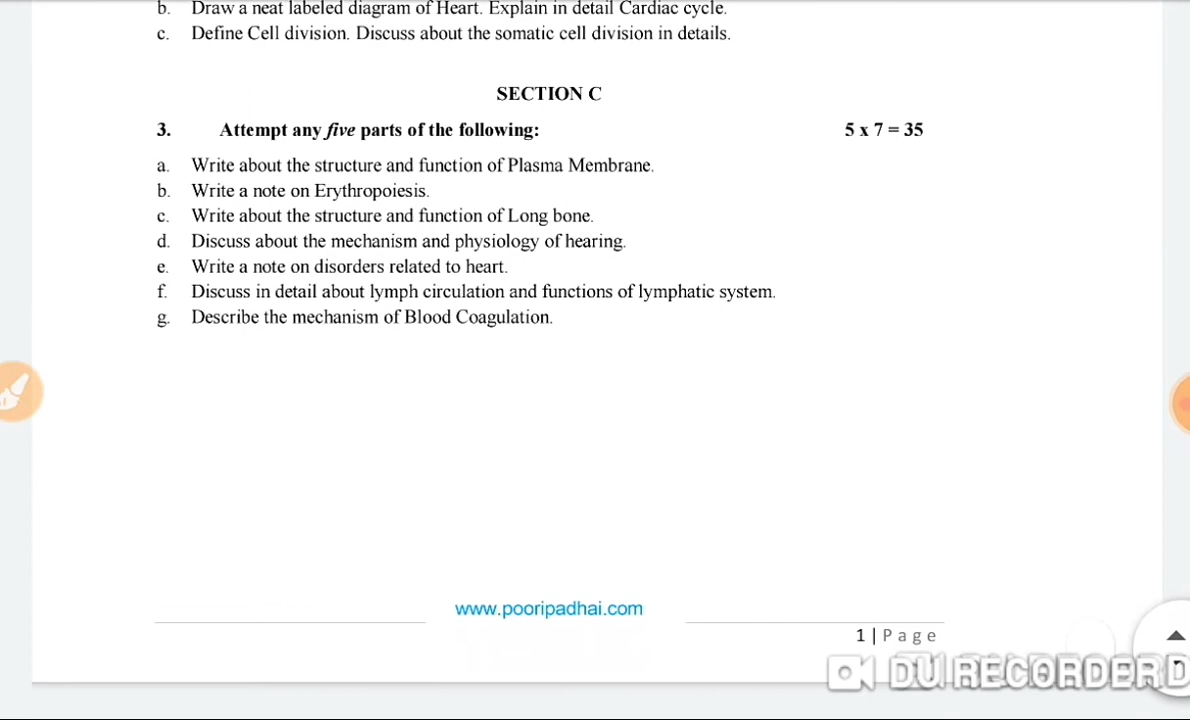 b. Draw a neat labeled diagram of Heart. Explain in detail Cardiac cycle.
c. Define Cell division. Discuss about the somatic cell division in details.
SECTION C
3. Attempt any five parts of the following: 5 x 7 = 35
a. Write about the structure and function of Plasma Membrane.
b. Write a note on Erythropoiesis.
c. Write about the structure and function of Long bone.
d. Discuss about the mechanism and physiology of hearing.
e. Write a note on disorders related to heart.
f. Discuss in detail about lymph circulation and functions of lymphatic system.
g. Describe the mechanism of Blood Coagulation.
www.pooripadhai.com
1 | P a g e
DU RECORDER D